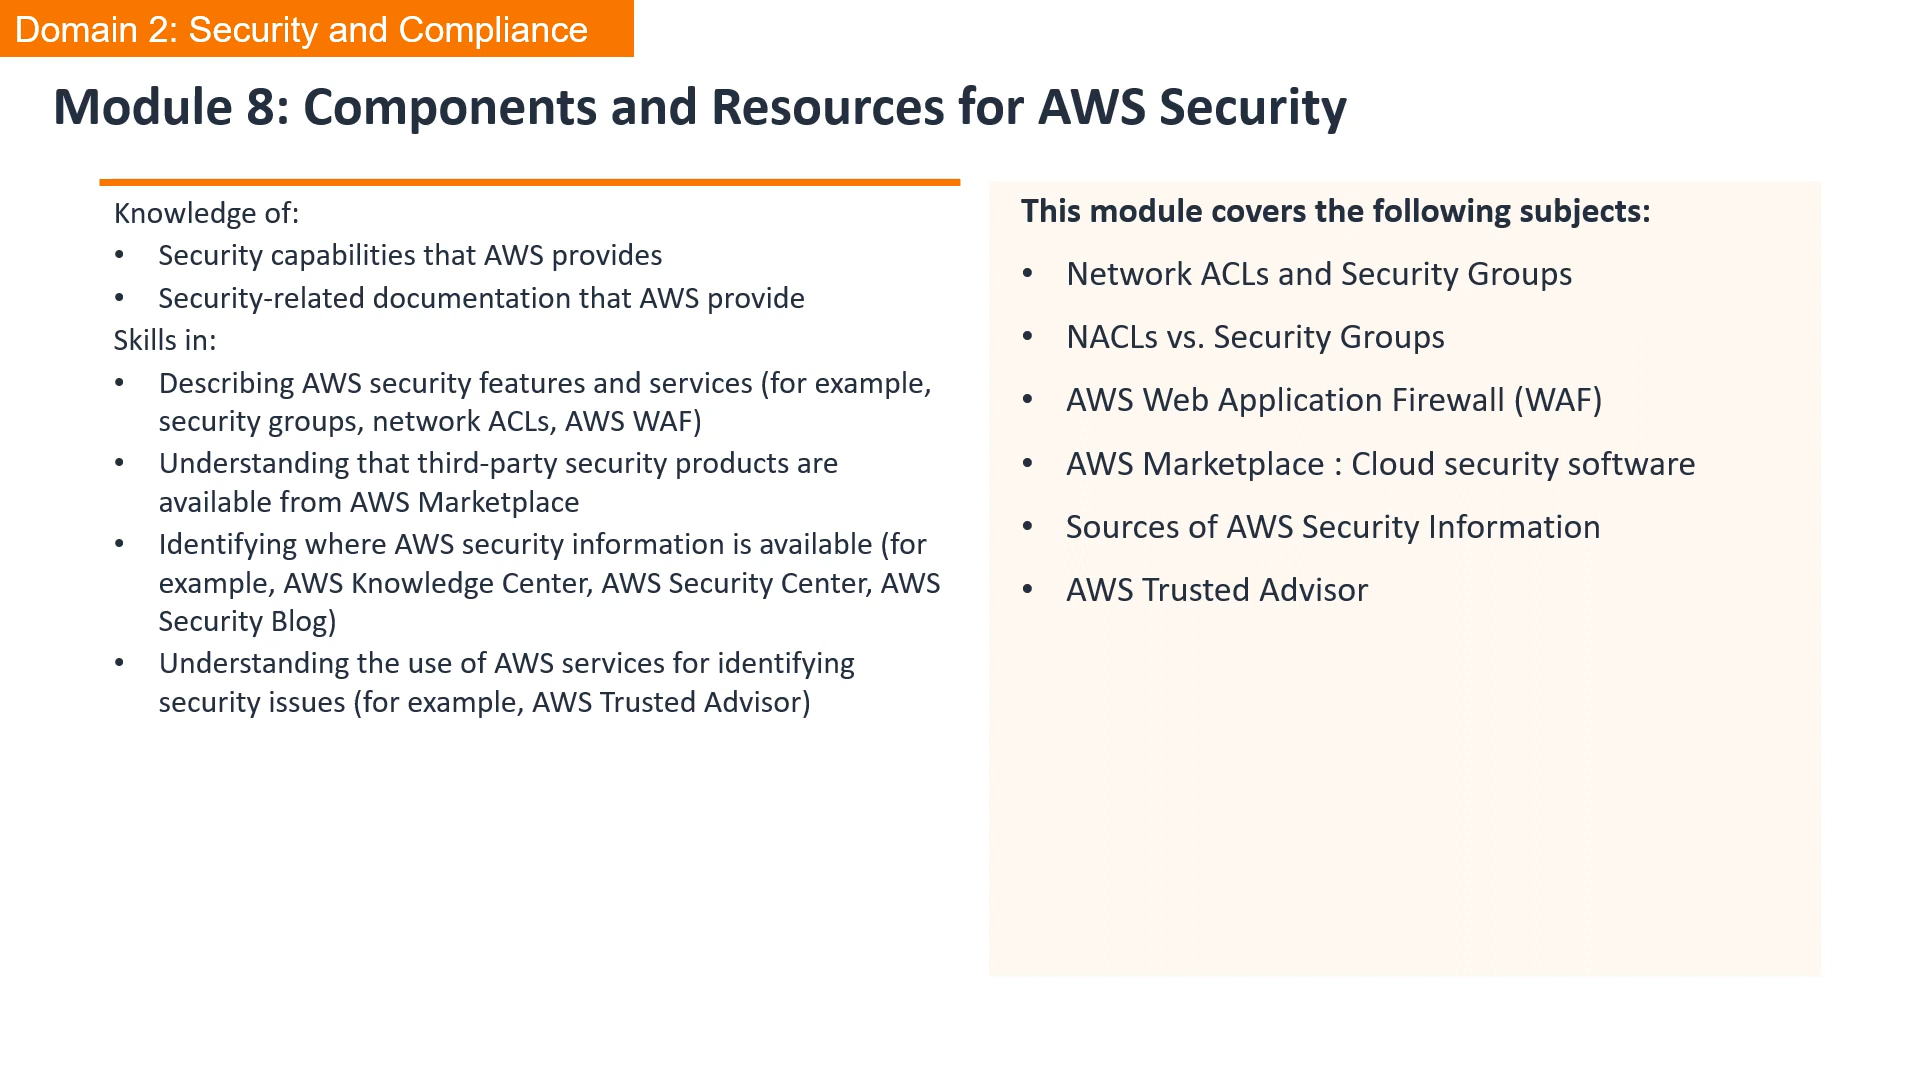 Domain 2: Security and Compliance
Module 8: Components and Resources for AWS Security
Knowledge of:
• Security capabilities that AWS provides
• Security-related documentation that AWS provide
Skills in:
• Describing AWS security features and services (for example,
security groups, network ACLs, AWS WAF)
• Understanding that third-party security products are
available from AWS Marketplace
• Identifying where AWS security information is available (for
example, AWS Knowledge Center, AWS Security Center, AWS
Security Blog)
• Understanding the use of AWS services for identifying
security issues (for example, AWS Trusted Advisor)
This module covers the following subjects:
• Network ACLs and Security Groups
• NACLs vs. Security Groups
• AWS Web Application Firewall (WAF)
• AWS Marketplace : Cloud security software
• Sources of AWS Security Information
• AWS Trusted Advisor